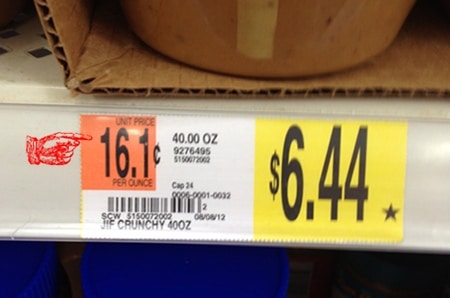 UNIT PRICE
16.1¢
PER OUNCE
40.00 OZ
9276495
5150072002
Cap 24
0006-0001-0032
2
SCW 5150072002 08/08/12
JIF CRUNCHY 40OZ
$6.44